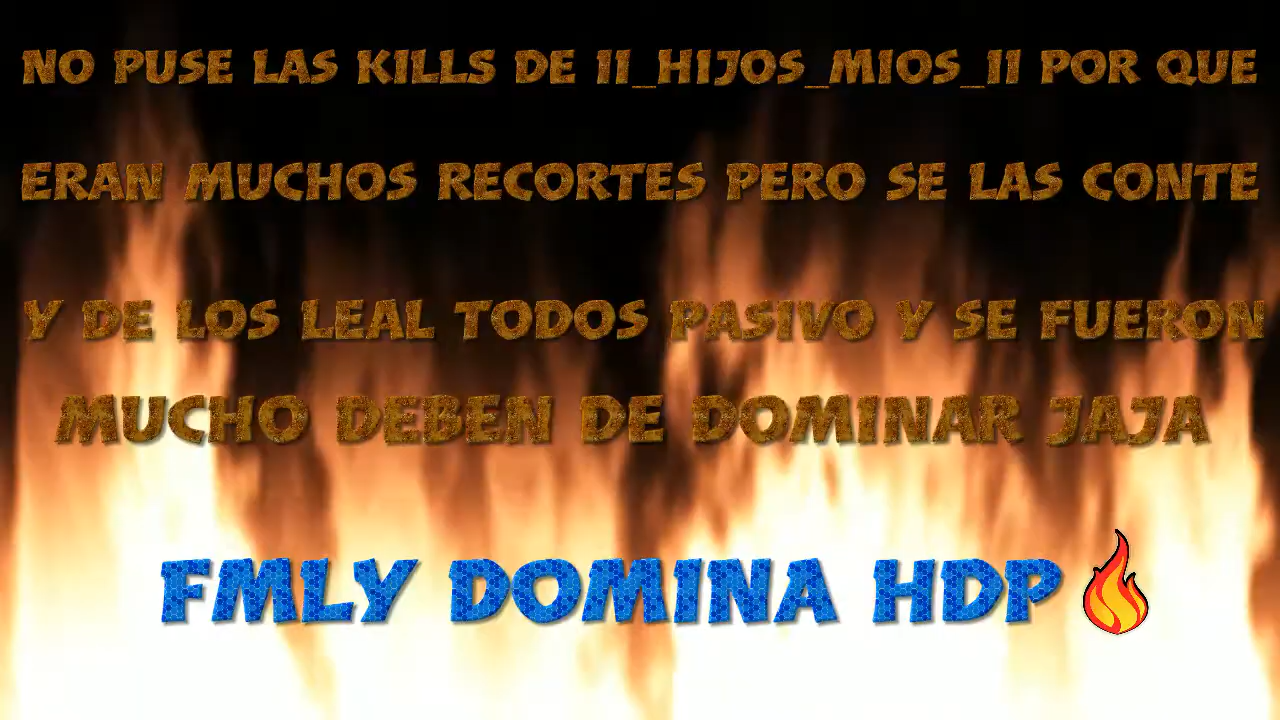 NO PUSE LAS KILLS DE II_HIJOS_MIOS_II POR QUE
ERAN MUCHOS RECORTES PERO SE LAS CONTE
Y DE LOS LEAL TODOS PASIVO Y SE FUERON
MUCHO DEBEN DE DOMINAR JAJA
FMLY DOMINA HDP